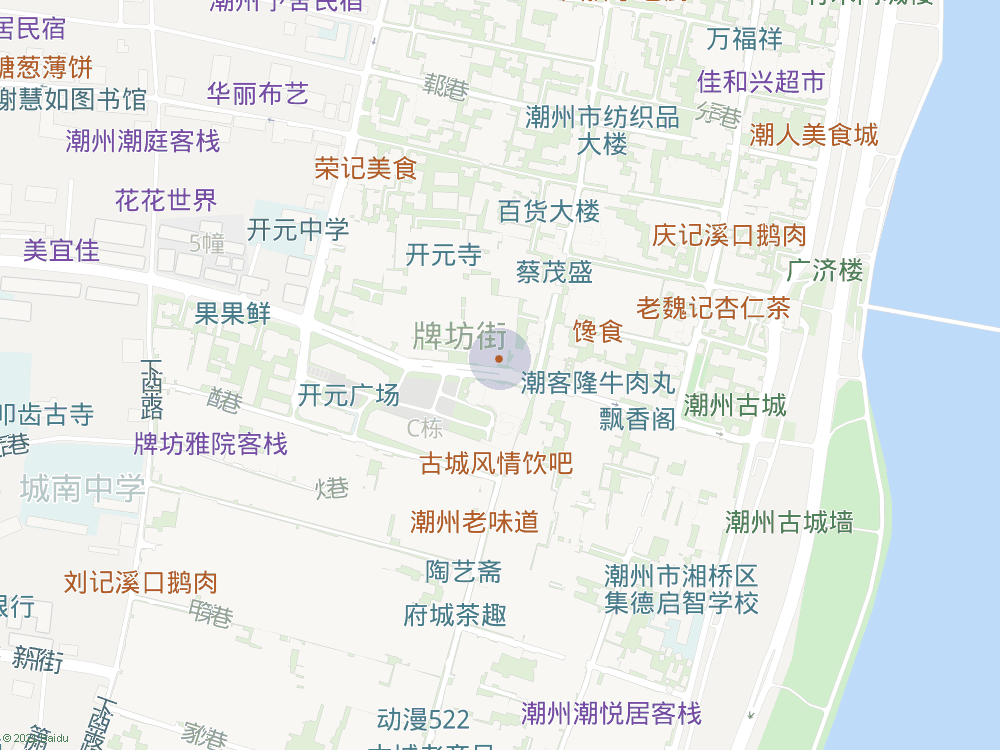 居民宿
万福祥
糖葱薄饼
佳和兴超市
谢慧如图书馆
华丽布艺
郡巷
潮州市纺织品
大楼
潮州潮庭客栈
潮人美食城
荣记美食
花花世界
百货大楼
5幢
开元中学
庆记溪口鹅肉
美宜佳
开元寺
蔡茂盛
广济楼
果果鲜
老魏记杏仁茶
牌坊街
馋食
下西平路
开元广场
潮客隆牛肉丸
叩齿古寺
潮州古城
飘香阁
C栋
牌坊雅院客栈
古城风情饮吧
城南中学
潮州老味道
潮州古城墙
陶艺斋
刘记溪口鹅肉
潮州市湘桥区
集德启智学校
银行
府城茶趣
新街
潮州潮悦居客栈
动漫522